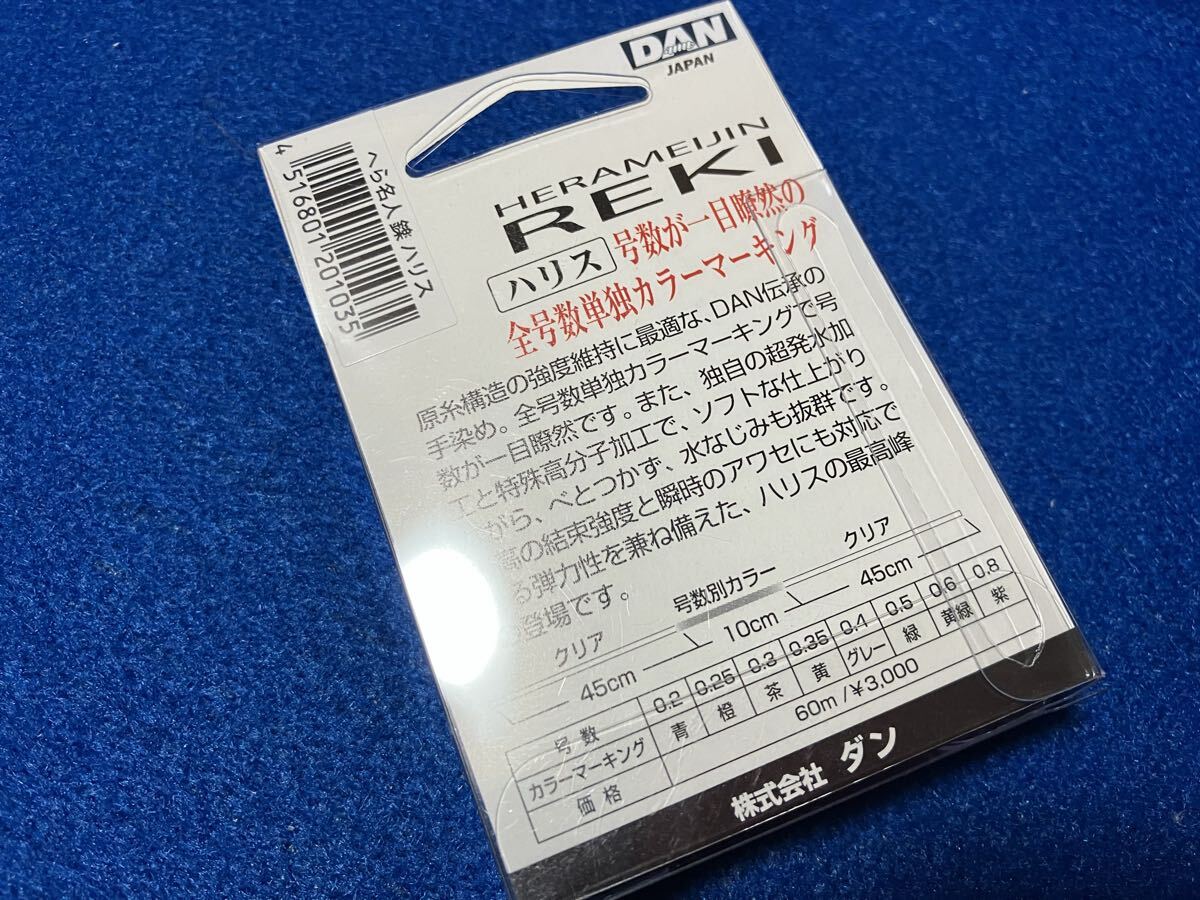 DAN
JAPAN
へら名人 鑠 ハリス
4 516801 201035
HERAMEIJIN
REKI
ハリス 号数が一目瞭然の
全号数単独カラーマーキング
原糸構造の強度維持に最適な、DAN伝承の
手染め。全号数単独カラーマーキングで号
数が一目瞭然です。また、独自の超発水加
工と特殊高分子加工で、ソフトな仕上がり
がら、べとつかず、水なじみも抜群です。
高の結束強度と瞬時のアワセにも対応で
る弾力性を兼ね備えた、ハリスの最高峰
登場です。
クリア 号数別カラー クリア
45cm 10cm 45cm
号数 0.2 0.25 0.3 0.35 0.4 0.5 0.6 0.8
カラーマーキング 青 橙 茶 黄 グレー 緑 黄緑 紫
価格 60m/¥3,000
株式会社 ダン